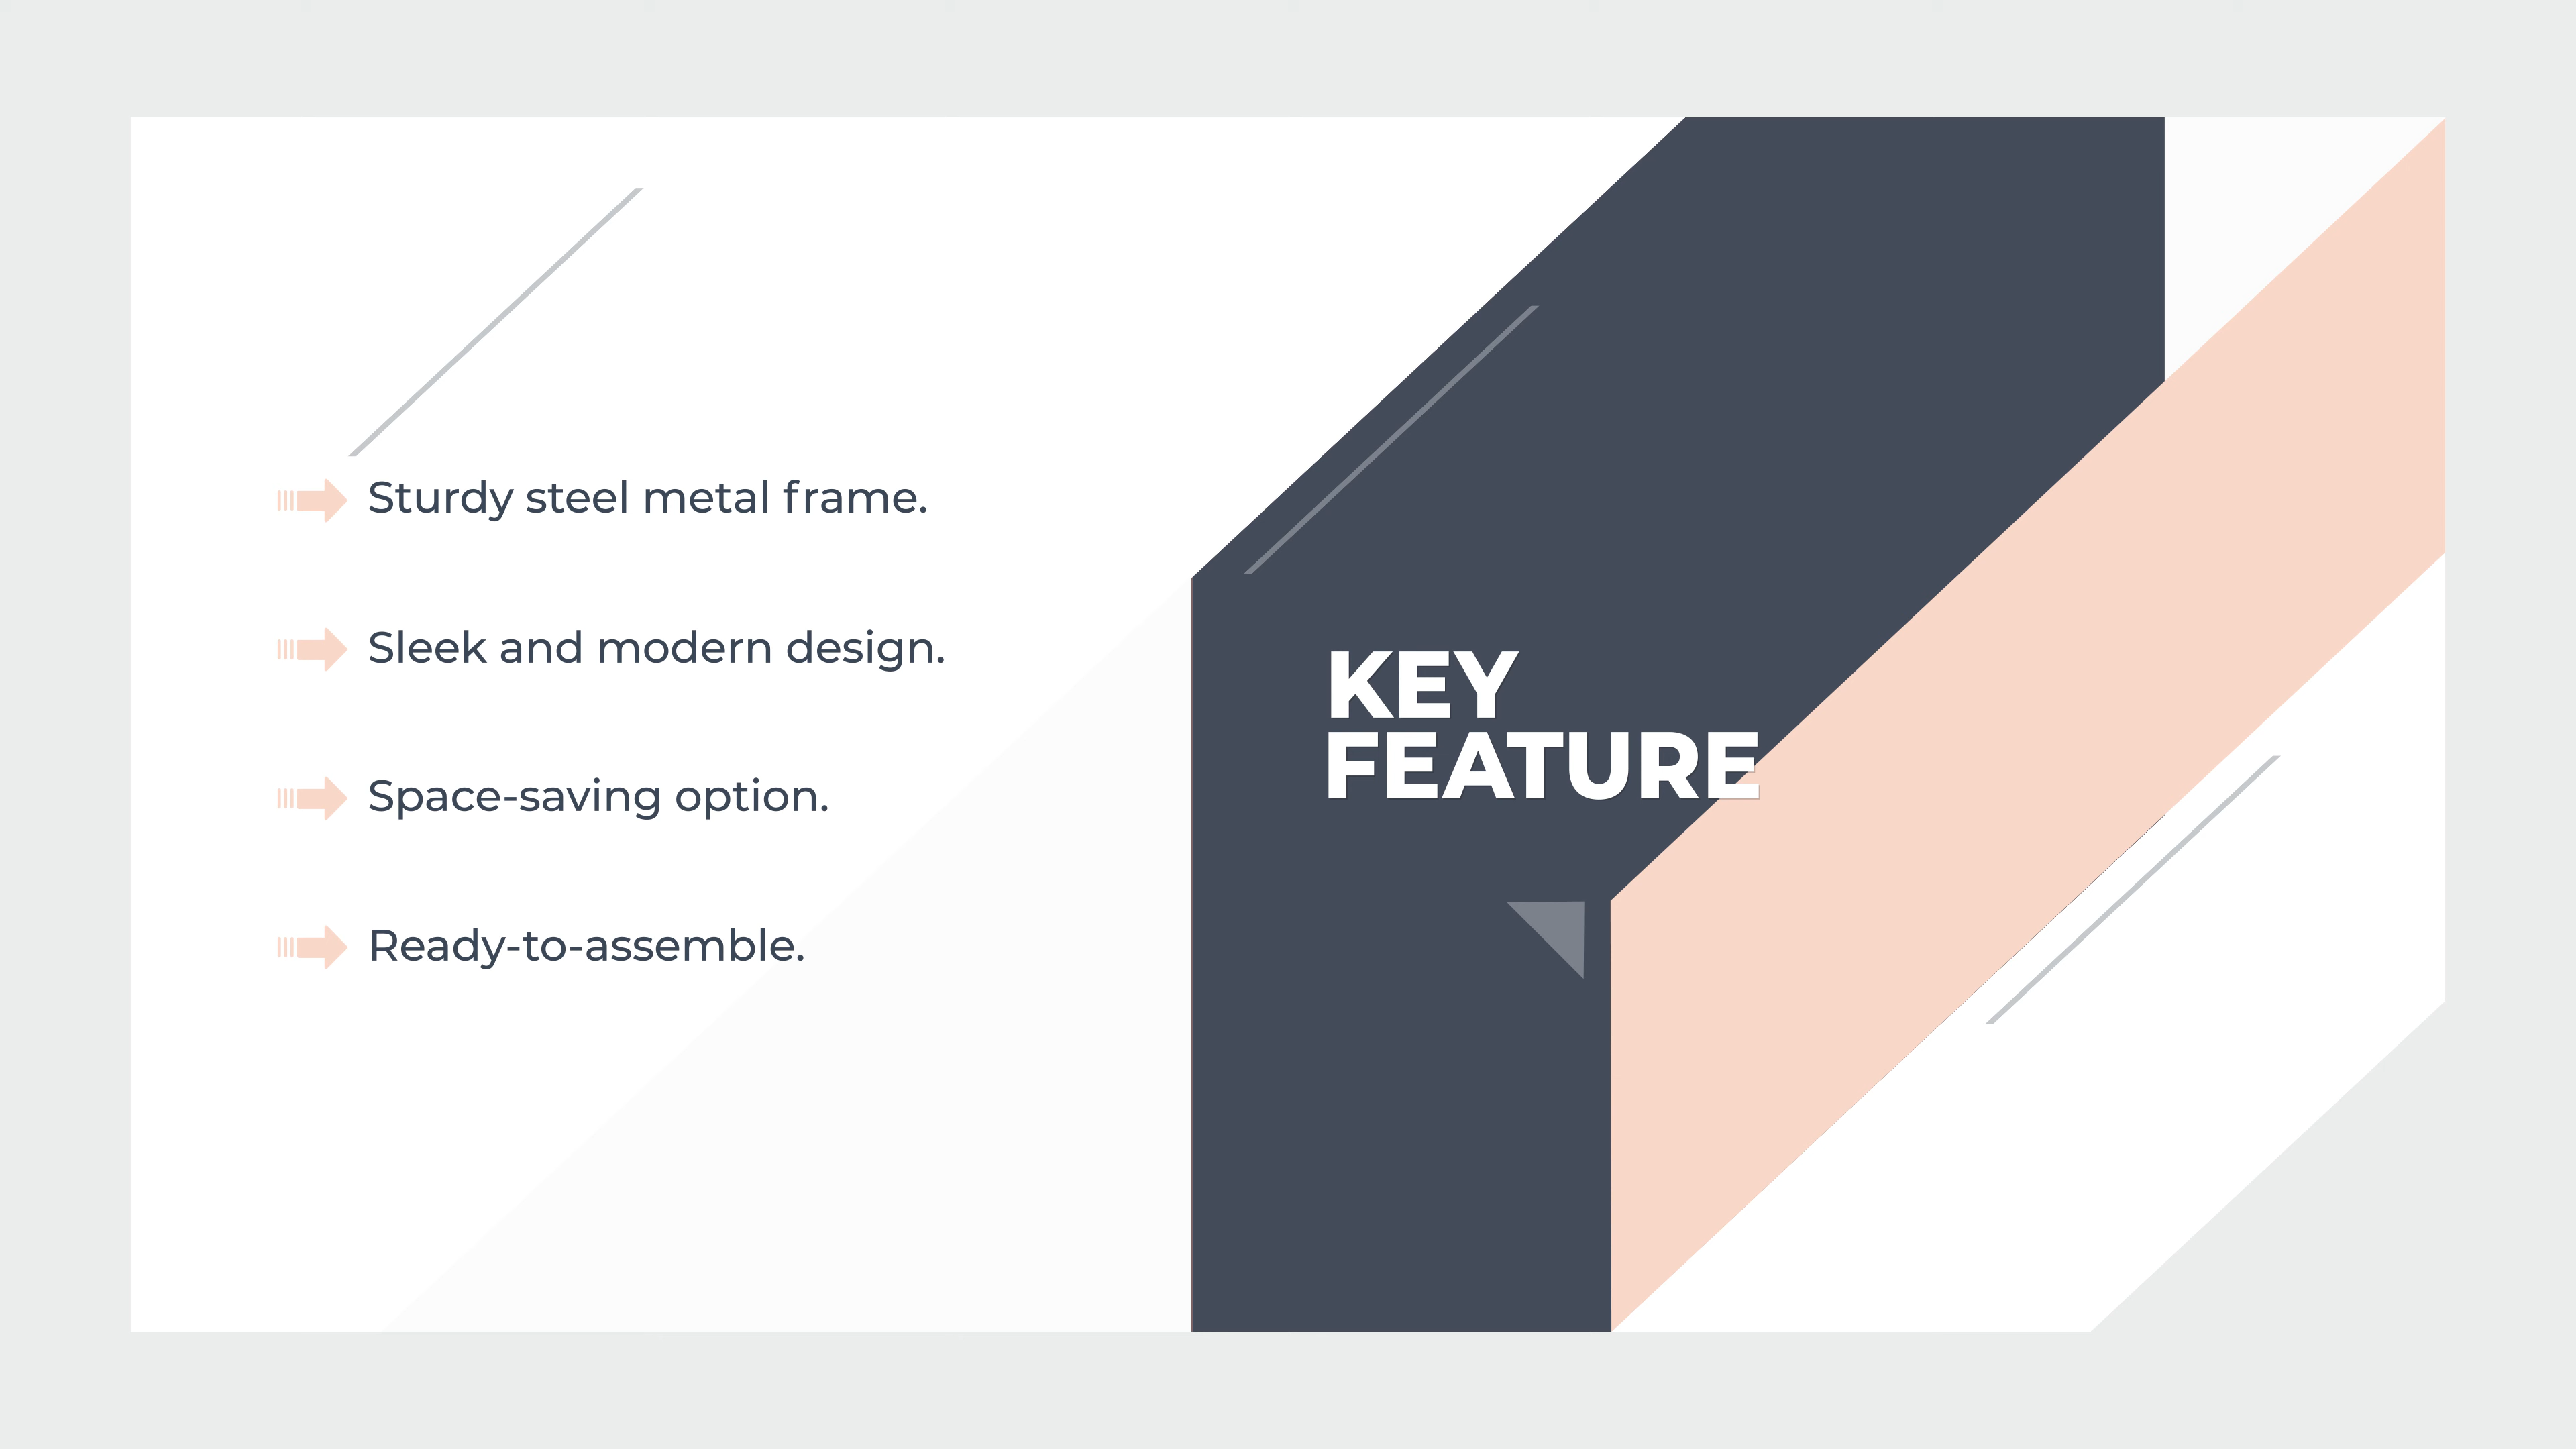 Sturdy steel metal frame.
Sleek and modern design.
Space-saving option.
Ready-to-assemble.
KEY
FEATURE